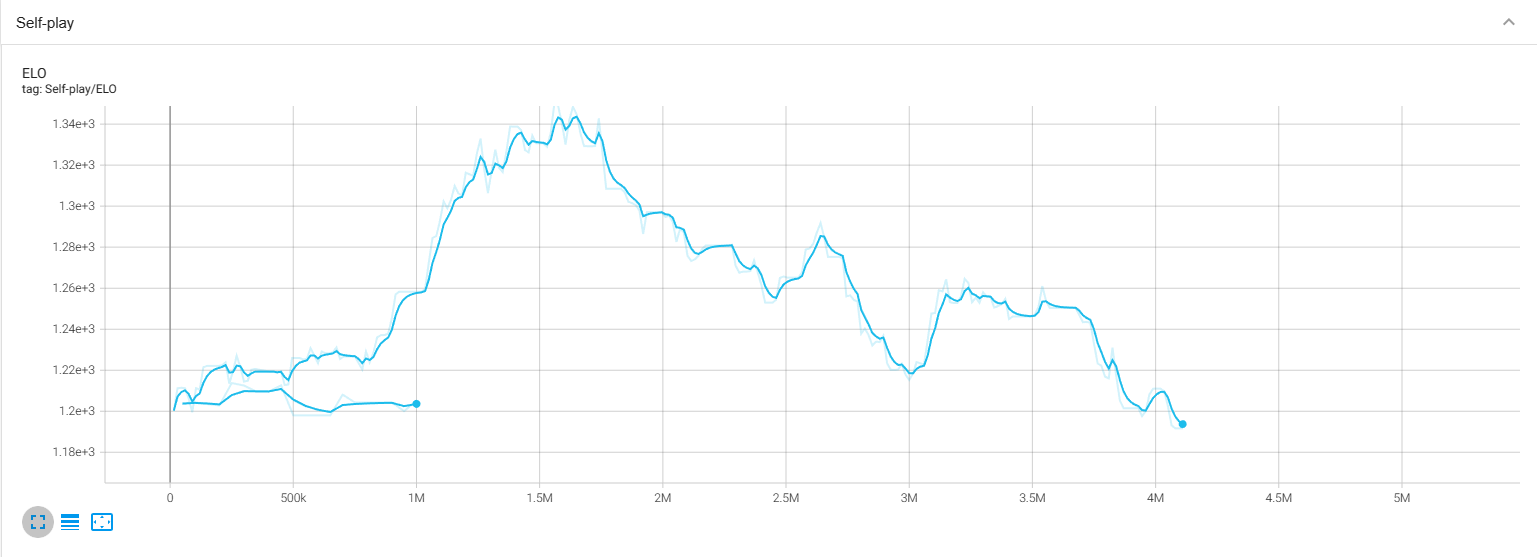 Self-play
ELO
tag: Self-play/ELO
1.34e+3
1.32e+3
1.3e+3
1.28e+3
1.26e+3
1.24e+3
1.22e+3
1.2e+3
1.18e+3
0 500k 1M 1.5M 2M 2.5M 3M 3.5M 4M 4.5M 5M